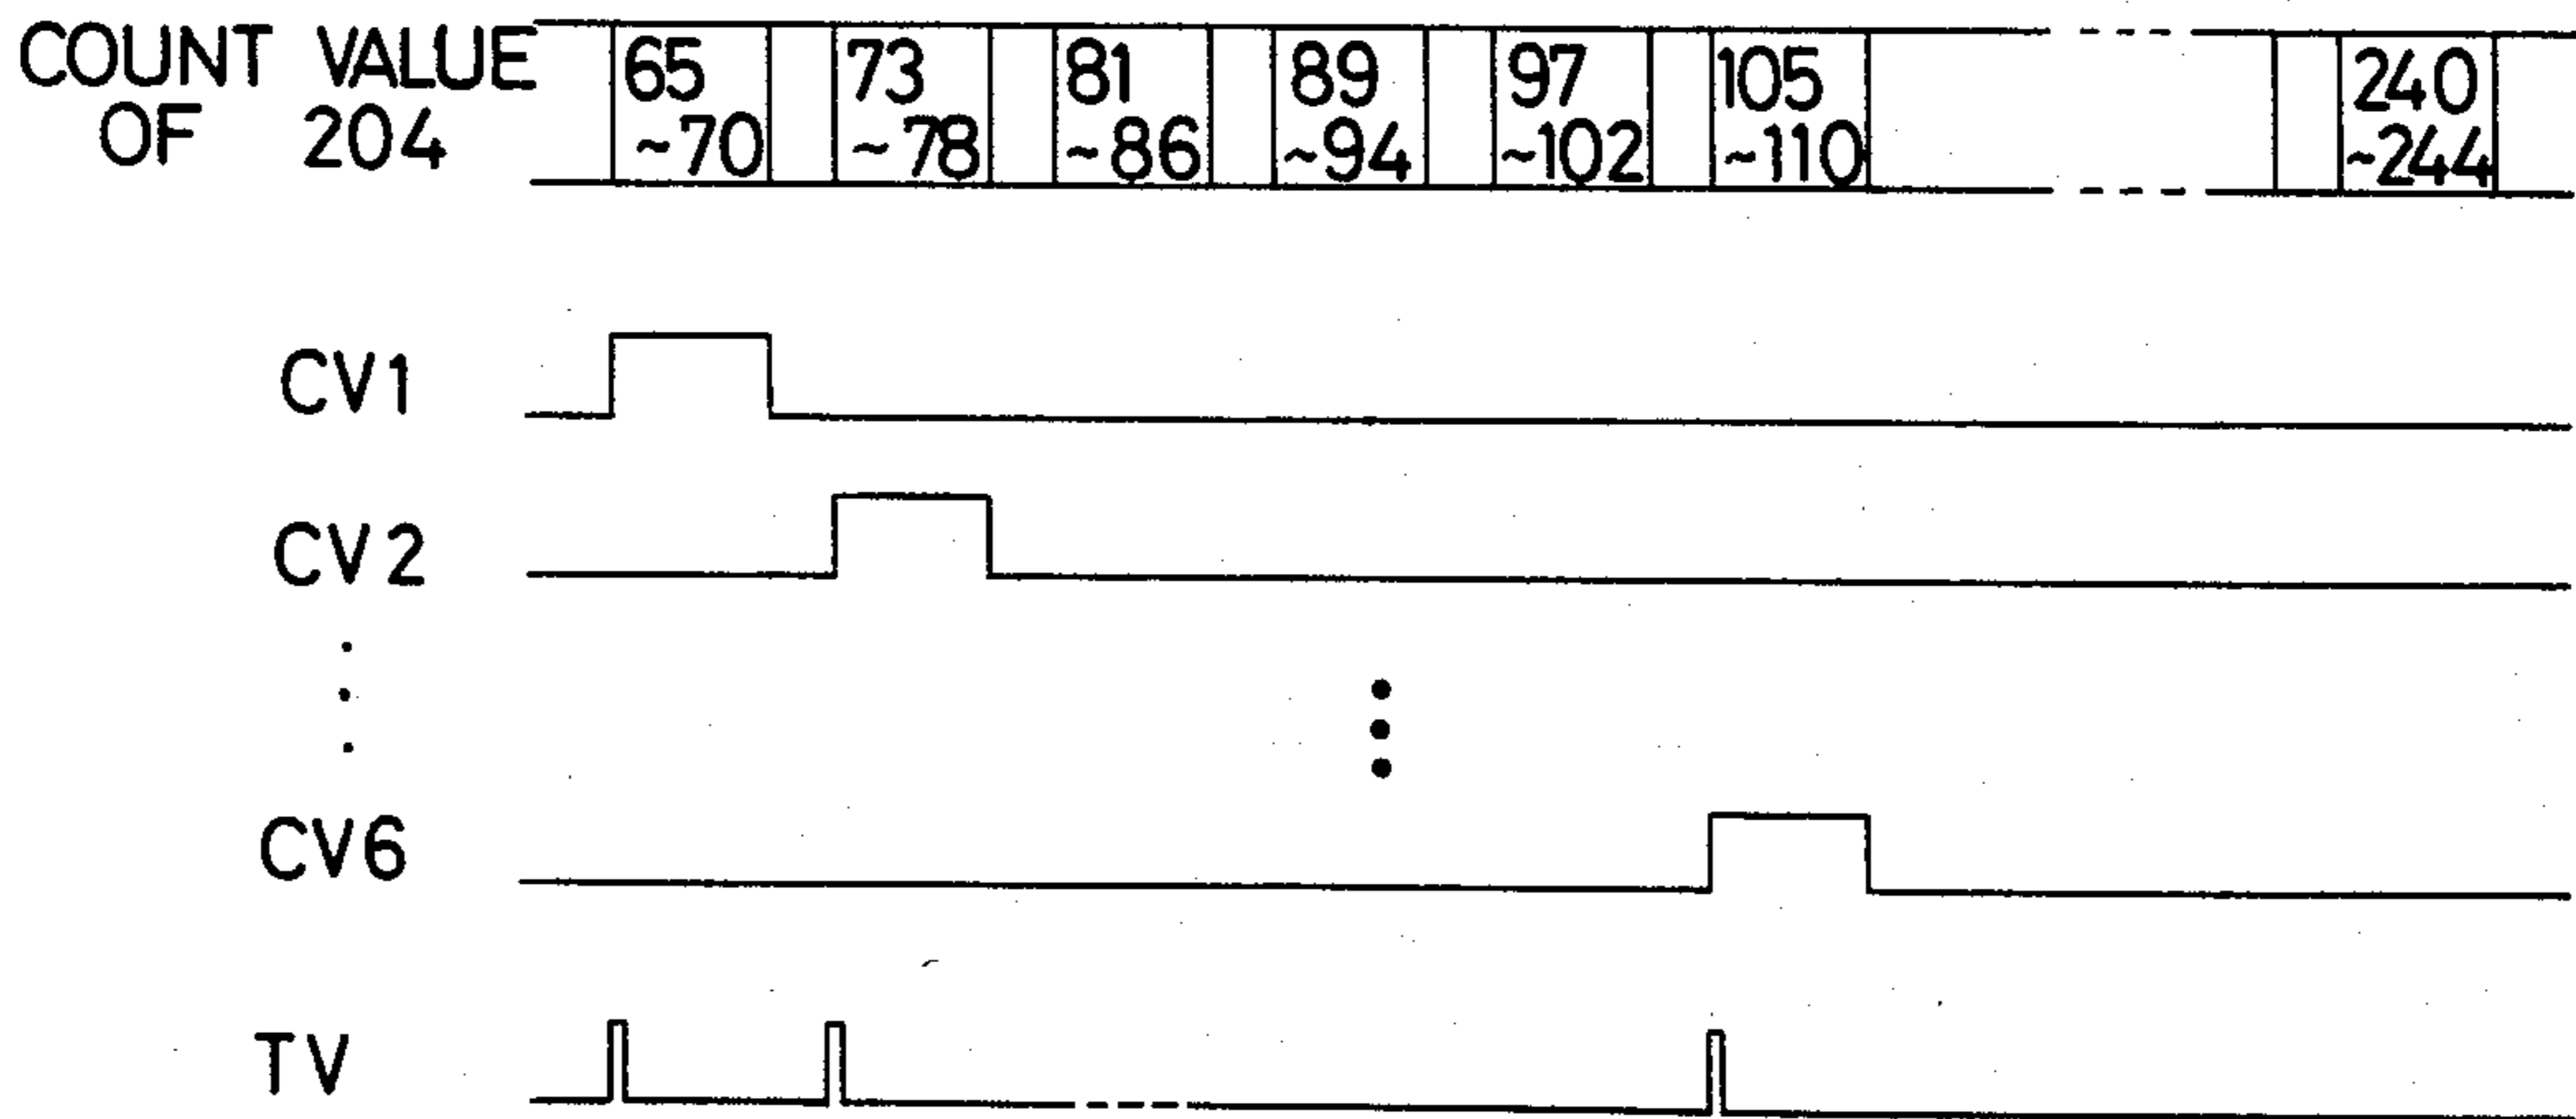 COUNT VALUE OF 204
65 ~70
73 ~78
81 ~86
89 ~94
97 ~102
105 ~110
240 ~244
CV1
CV2
CV6
TV